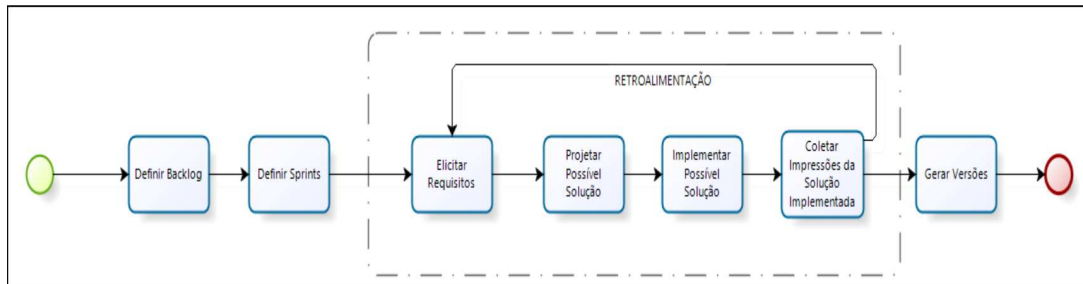 RETROALIMENTAÇÃO
Definir Backlog
Definir Sprints
Elicitar
Requisitos
Projetar
Possível
Solução
Implementar
Possível
Solução
Coletar
Impressões da
Solução
Implementada
Gerar Versões